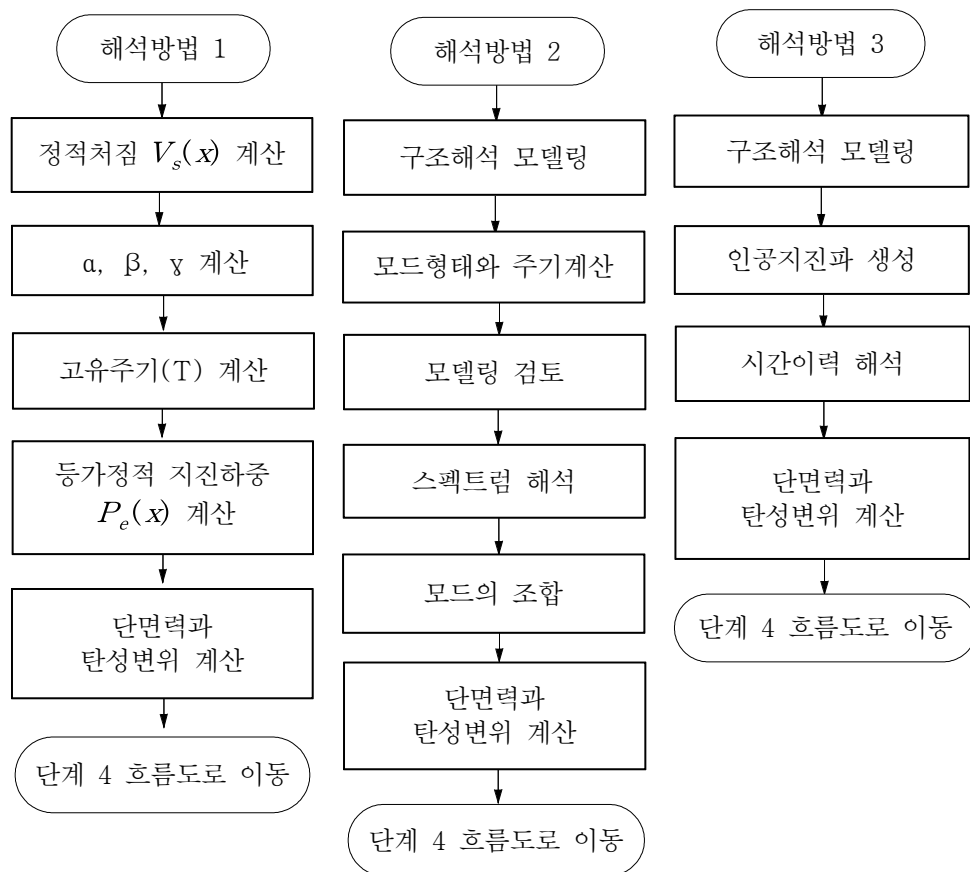 해석방법 1
정적처짐 V_s(x) 계산
α, β, γ 계산
고유주기(T) 계산
등가정적 지진하중
P_e(x) 계산
단면력과
탄성변위 계산
단계 4 흐름도로 이동
해석방법 2
구조해석 모델링
모드형태와 주기계산
모델링 검토
스펙트럼 해석
모드의 조합
단면력과
탄성변위 계산
단계 4 흐름도로 이동
해석방법 3
구조해석 모델링
인공지진파 생성
시간이력 해석
단면력과
탄성변위 계산
단계 4 흐름도로 이동